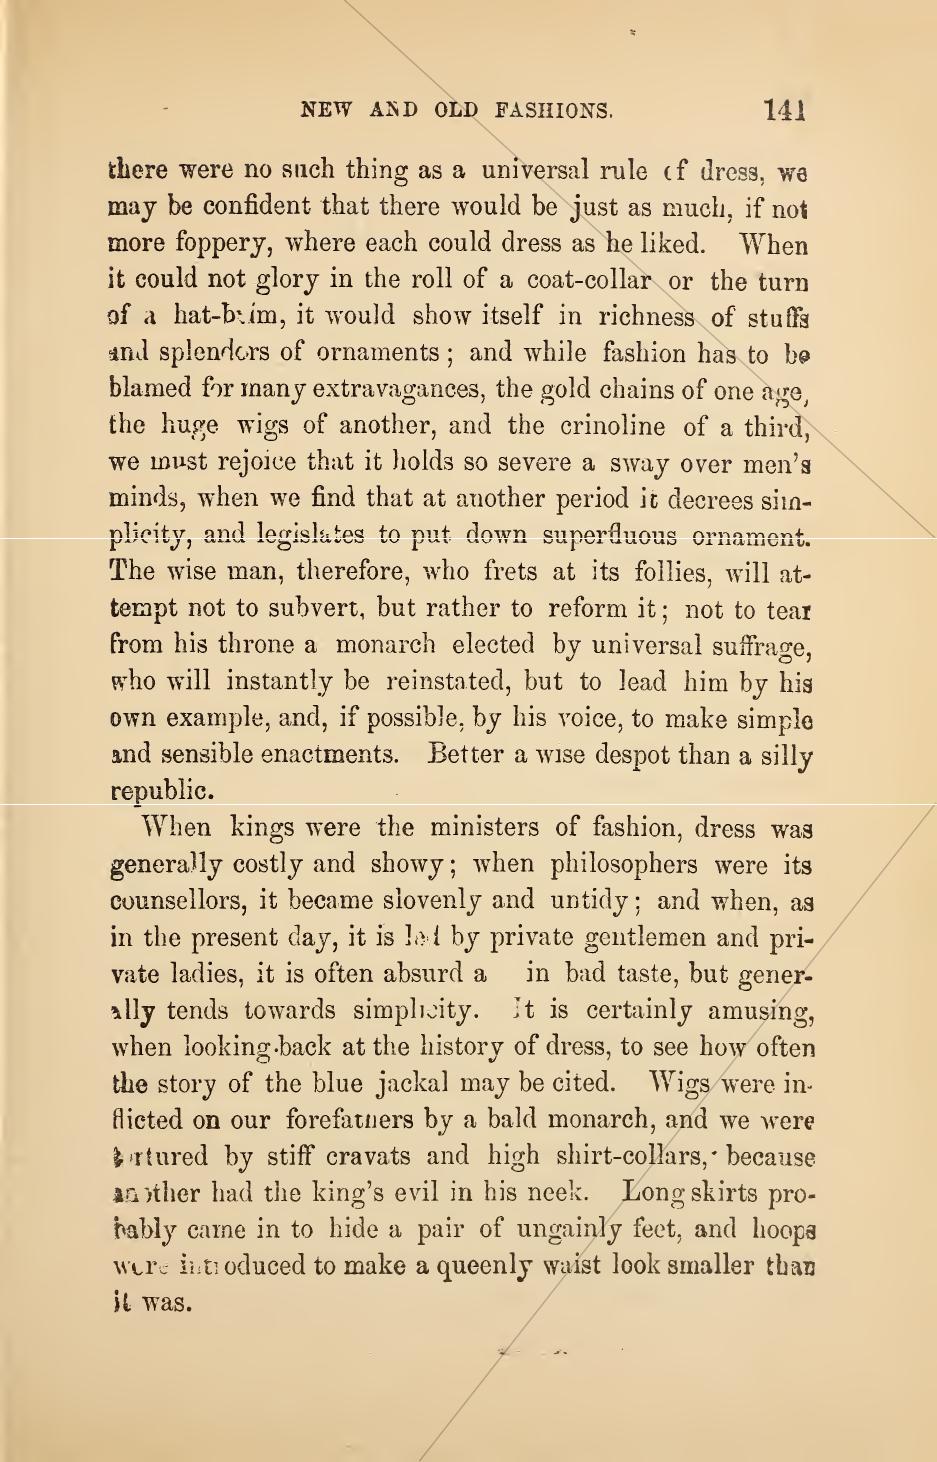 NEW AND OLD FASHIONS. 141
there were no such thing as a universal rule of dress, we
may be confident that there would be just as much, if not
more foppery, where each could dress as he liked. When
it could not glory in the roll of a coat-collar or the turn
of a hat-brim, it would show itself in richness of stuffs
and splendors of ornaments; and while fashion has to be
blamed for many extravagances, the gold chains of one age,
the huge wigs of another, and the crinoline of a third,
we must rejoice that it holds so severe a sway over men's
minds, when we find that at another period it decrees sim-
plicity, and legislates to put down superfluous ornament.
The wise man, therefore, who frets at its follies, will at-
tempt not to subvert, but rather to reform it; not to tear
from his throne a monarch elected by universal suffrage,
who will instantly be reinstated, but to lead him by his
own example, and, if possible, by his voice, to make simple
and sensible enactments. Better a wise despot than a silly
republic.
When kings were the ministers of fashion, dress was
generally costly and showy; when philosophers were its
counsellors, it became slovenly and untidy; and when, as
in the present day, it is led by private gentlemen and pri-
vate ladies, it is often absurd a in bad taste, but gener-
ally tends towards simplicity. It is certainly amusing,
when looking back at the history of dress, to see how often
the story of the blue jackal may be cited. Wigs were in-
flicted on our forefathers by a bald monarch, and we were
tortured by stiff cravats and high shirt-collars, because
another had the king's evil in his neck. Long skirts pro-
bably came in to hide a pair of ungainly feet, and hoops
were introduced to make a queenly waist look smaller than
it was.